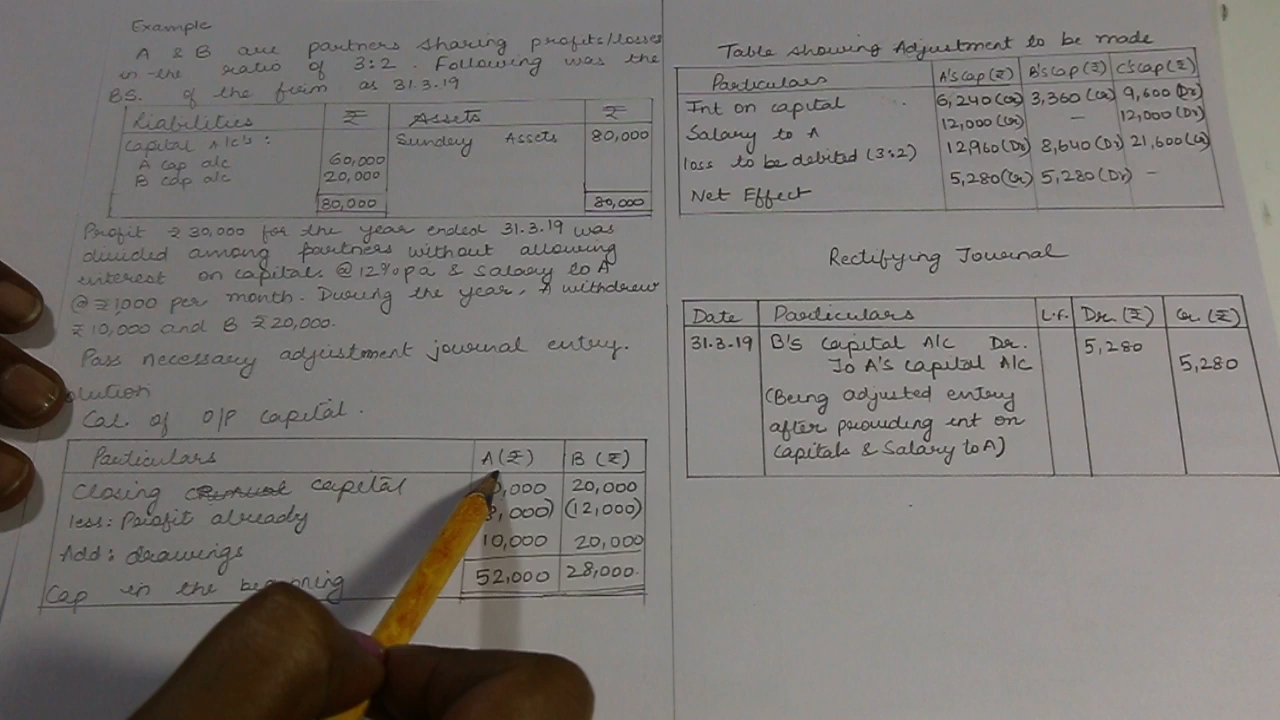 Example
A & B are partners sharing profits/losses
in the ratio of 3:2. Following was the
BS. of the firm as 31.3.19
Liabilities ₹ Assets ₹
Capital A/c's: Sundry Assets 80,000
A cap a/c 60,000
B cap a/c 20,000
80,000 80,000
Profit ₹30,000 for the year ended 31.3.19 was
divided among partners without allowing
interest on capitals @ 12% pa & salary to A
@ ₹1000 per month. During the year, A withdrew
₹10,000 and B ₹20,000.
Pass necessary adjustment journal entry.
olution
Cal. of O/P capital.
Particulars A(₹) B(₹)
Closing capital 0,000 20,000
less: Profit already 8,000) (12,000)
Add: drawings 10,000 20,000
Cap in the beginning 52,000 28,000
Table showing Adjustment to be made
Particulars A's cap(₹) B's cap(₹) C's cap(₹)
Int on capital 6,240(Cr) 3,360(Cr) 9,600(Dr)
Salary to A 12,000(Cr) - 12,000(Dr)
loss to be debited (3:2) 12,960(Dr) 8,640(Dr) 21,600(Cr)
Net Effect 5,280(Cr) 5,280(Dr) -
Rectifying Journal
Date Particulars L.f. Dr.(₹) Cr.(₹)
31.3.19 B's capital A/c Dr. 5,280
To A's capital A/c 5,280
(Being adjusted entry
after providing int on
capitals & Salary to A)